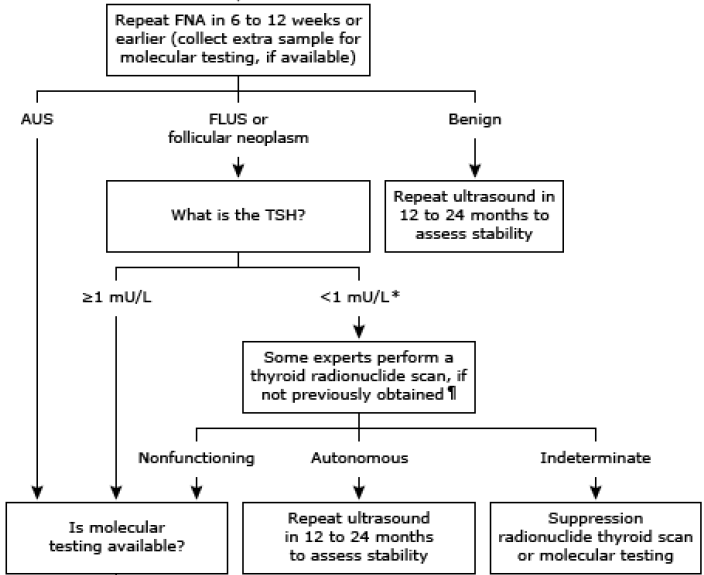 Repeat FNA in 6 to 12 weeks or
earlier (collect extra sample for
molecular testing, if available)
AUS
FLUS or
follicular neoplasm
Benign
What is the TSH?
Repeat ultrasound in
12 to 24 months to
assess stability
≥1 mU/L
<1 mU/L*
Some experts perform a
thyroid radionuclide scan, if
not previously obtained¶
Nonfunctioning
Autonomous
Indeterminate
Is molecular
testing available?
Repeat ultrasound
in 12 to 24 months
to assess stability
Suppression
radionuclide thyroid scan
or molecular testing